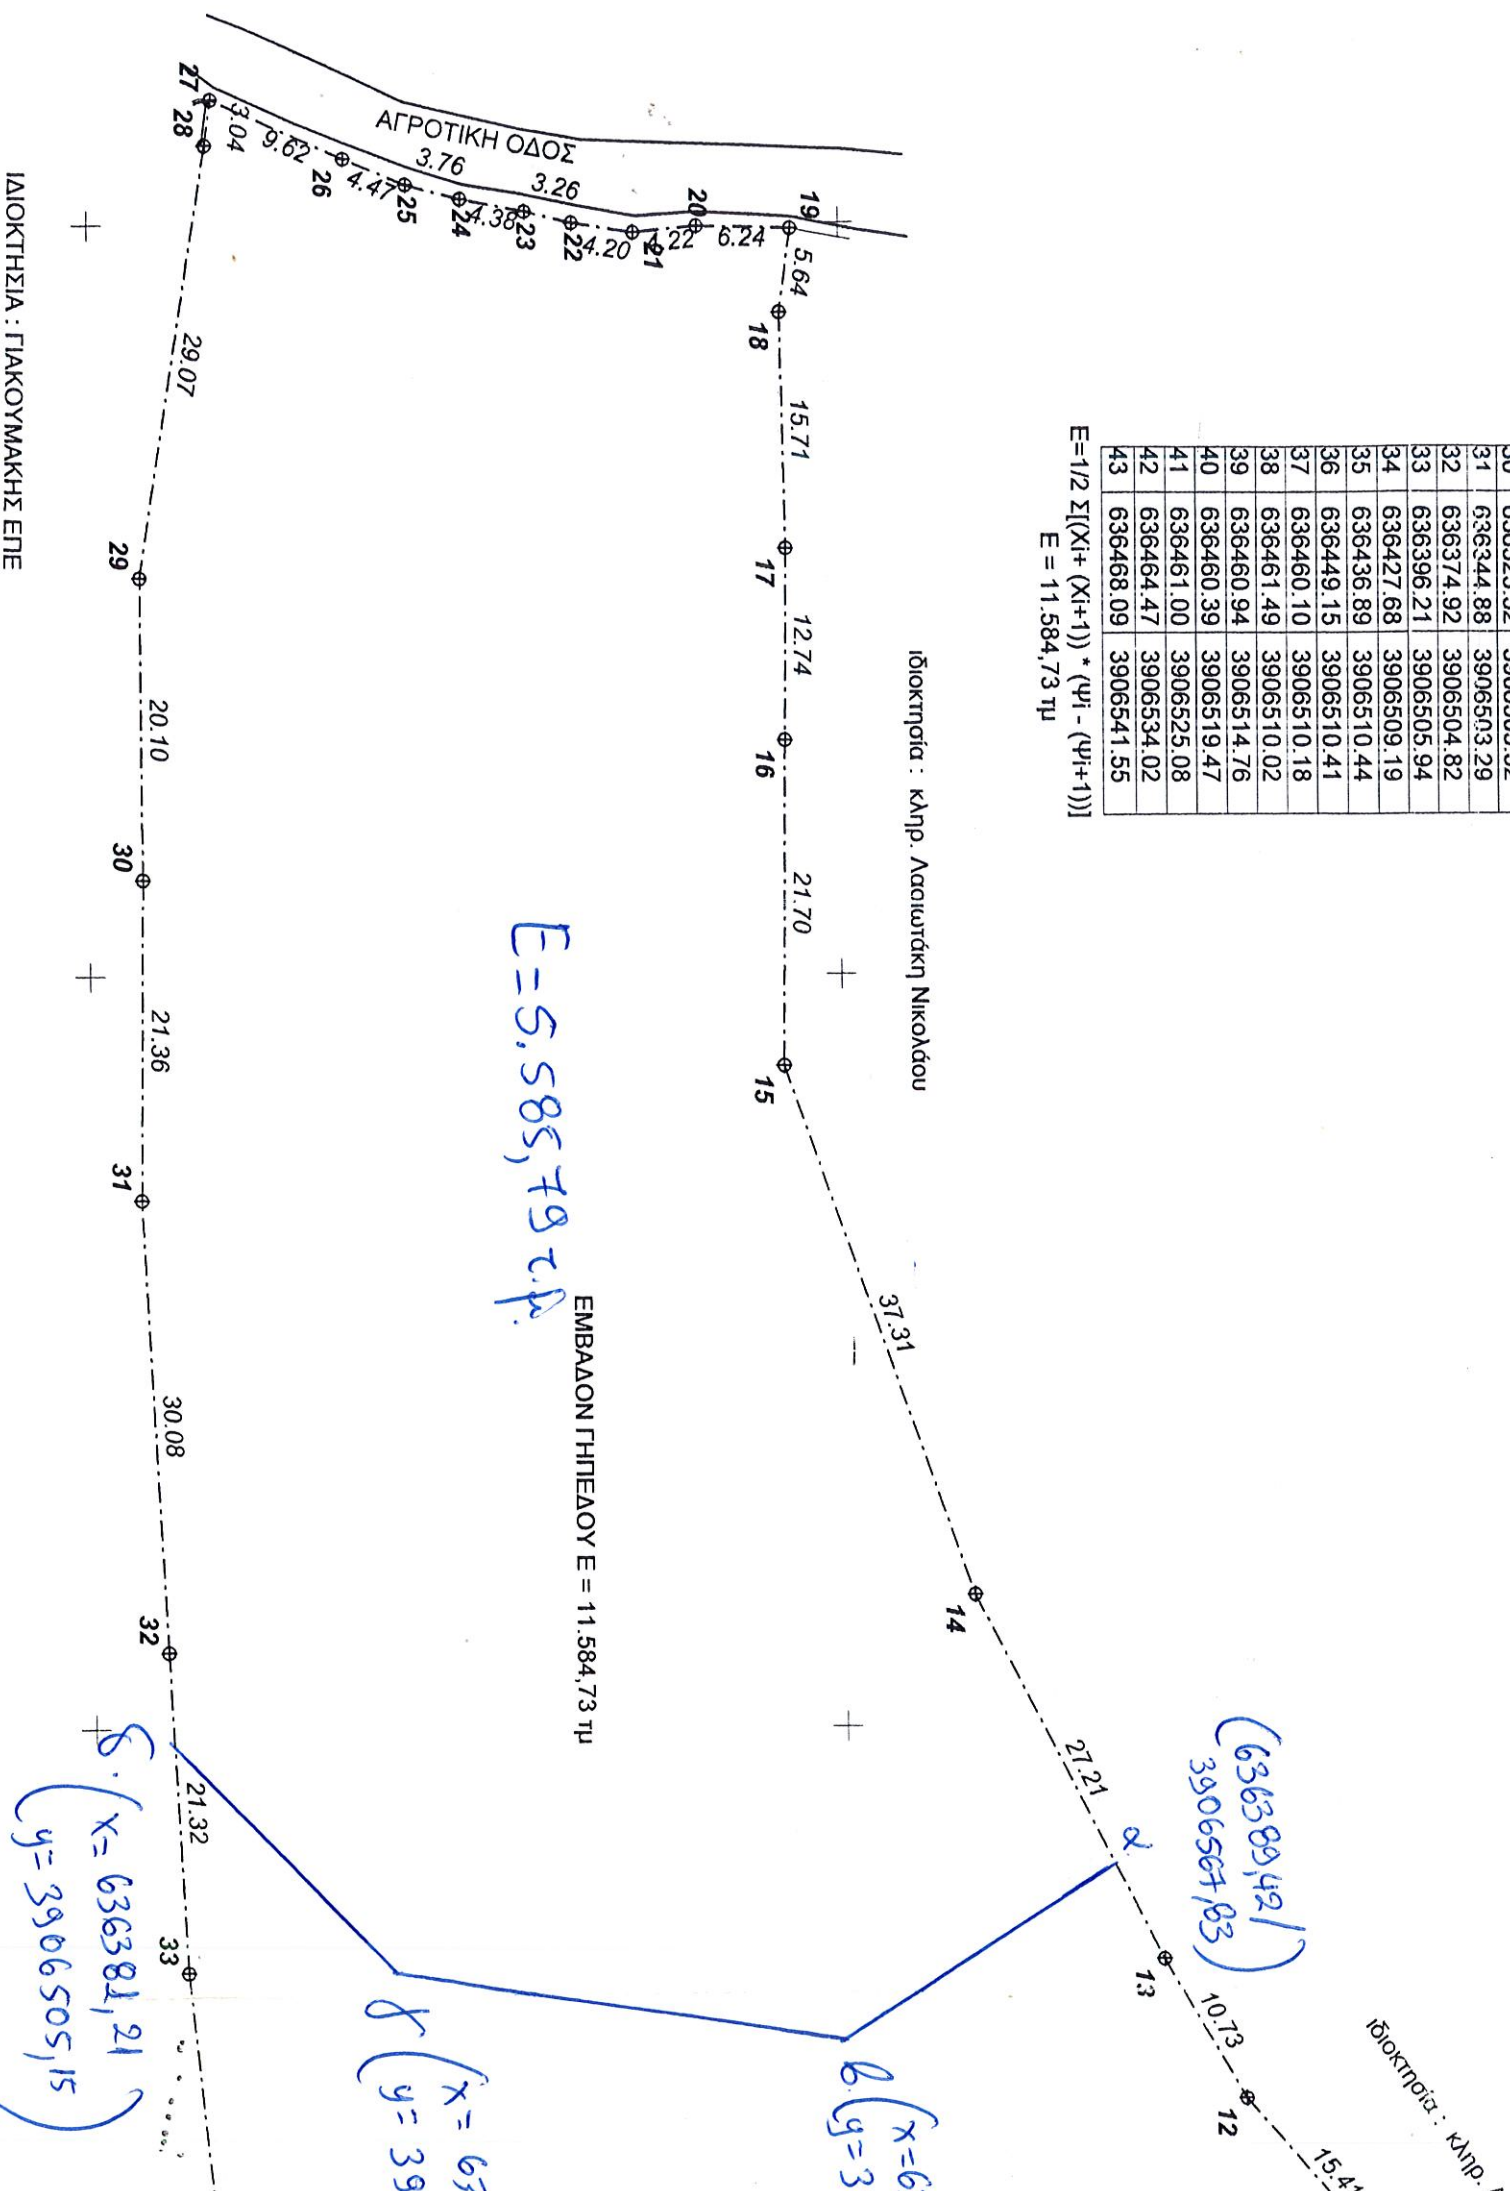 31 636344.88 3906503.29
32 636374.92 3906504.82
33 636396.21 3906505.94
34 636427.68 3906509.19
35 636436.89 3906510.44
36 636449.15 3906510.41
37 636460.10 3906510.18
38 636461.49 3906510.02
39 636460.94 3906514.76
40 636460.39 3906519.47
41 636461.00 3906525.08
42 636464.47 3906534.02
43 636468.09 3906541.55
E=1/2 Σ[(Χi+ (Χi+1)) * (Ψi - (Ψi+1))]
E = 11.584,73 τμ
ιδιοκτησία : κληρ.
ιδιοκτησία : κληρ. Λασιωτάκη Νικολάου
(636389,42/
3906567,83)
α.
19
5.64
18
15.71
17
12.74
16
21.70
15
37.31
14
27.21
13
10.73
12
15.41
20
6.24
21
4.22
22
4.20
23
3.26
24
4.38
25
3.76
26
4.47
27
9.62
28
3.04
ΑΓΡΟΤΙΚΗ ΟΔΟΣ
ΕΜΒΑΔΟΝ ΓΗΠΕΔΟΥ Ε = 11.584,73 τμ
E=5.585,79 τ.μ.
β. (x=6
y=3
γ (x= 63
y= 39
29.07
29
20.10
30
21.36
31
30.08
32
21.32
33
δ. (x= 636381,21
y= 3906505,15)
ΙΔΙΟΚΤΗΣΙΑ : ΓΙΑΚΟΥΜΑΚΗΣ ΕΠΕ